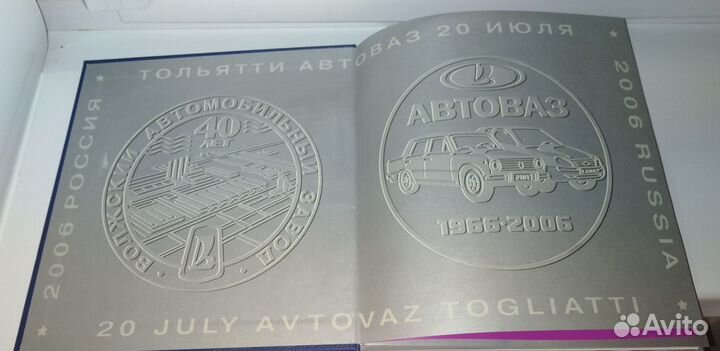 ТОЛЬЯТТИ АВТОВАЗ 20 ИЮЛЯ
★ 2006 РОССИЯ ★
ВОЛЖСКИЙ АВТОМОБИЛЬНЫЙ ЗАВОД
40
ЛЕТ
АВТОВАЗ
1966-2006
★ 2006 RUSSIA ★
20 JULY AVTOVAZ TOGLIATTI
Avito